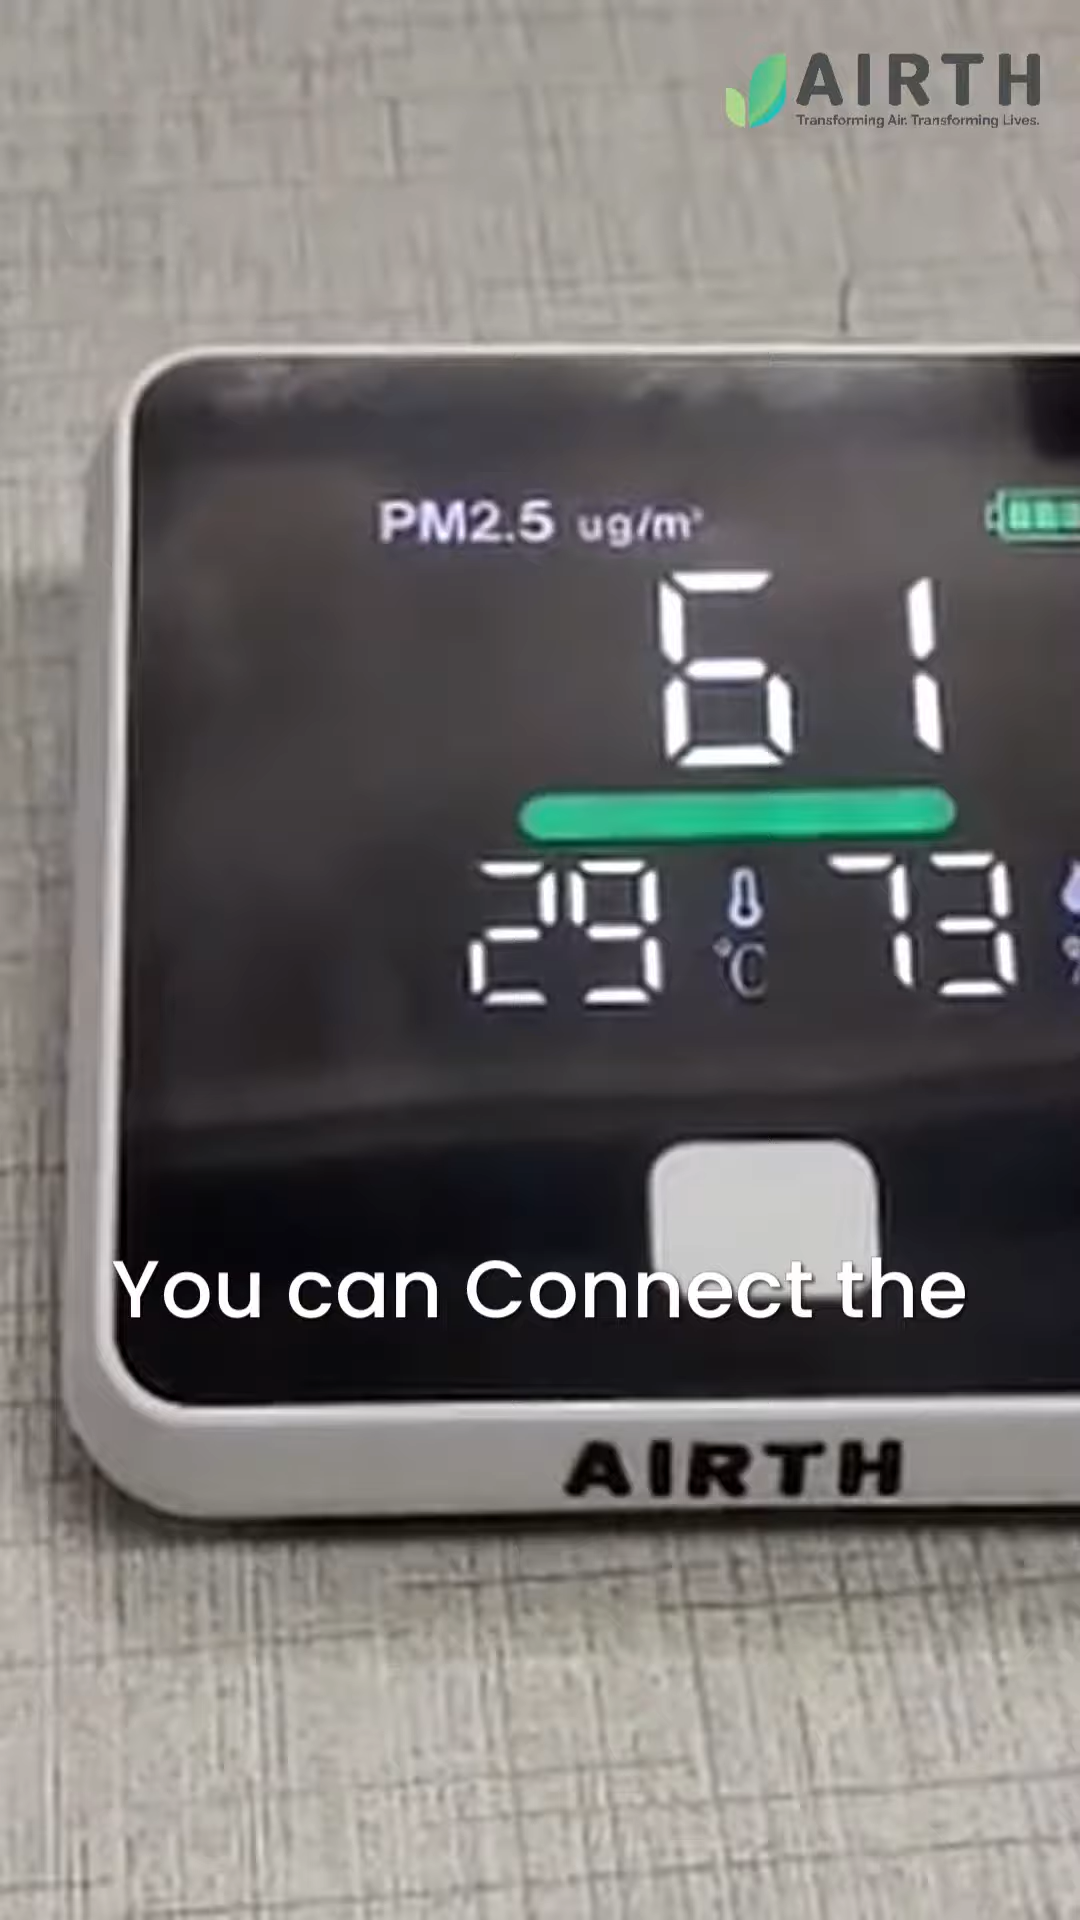 AIRTH
Transforming Air. Transforming Lives.
PM2.5 ug/m³
61
29 °C 73
You can Connect the
AIRTH